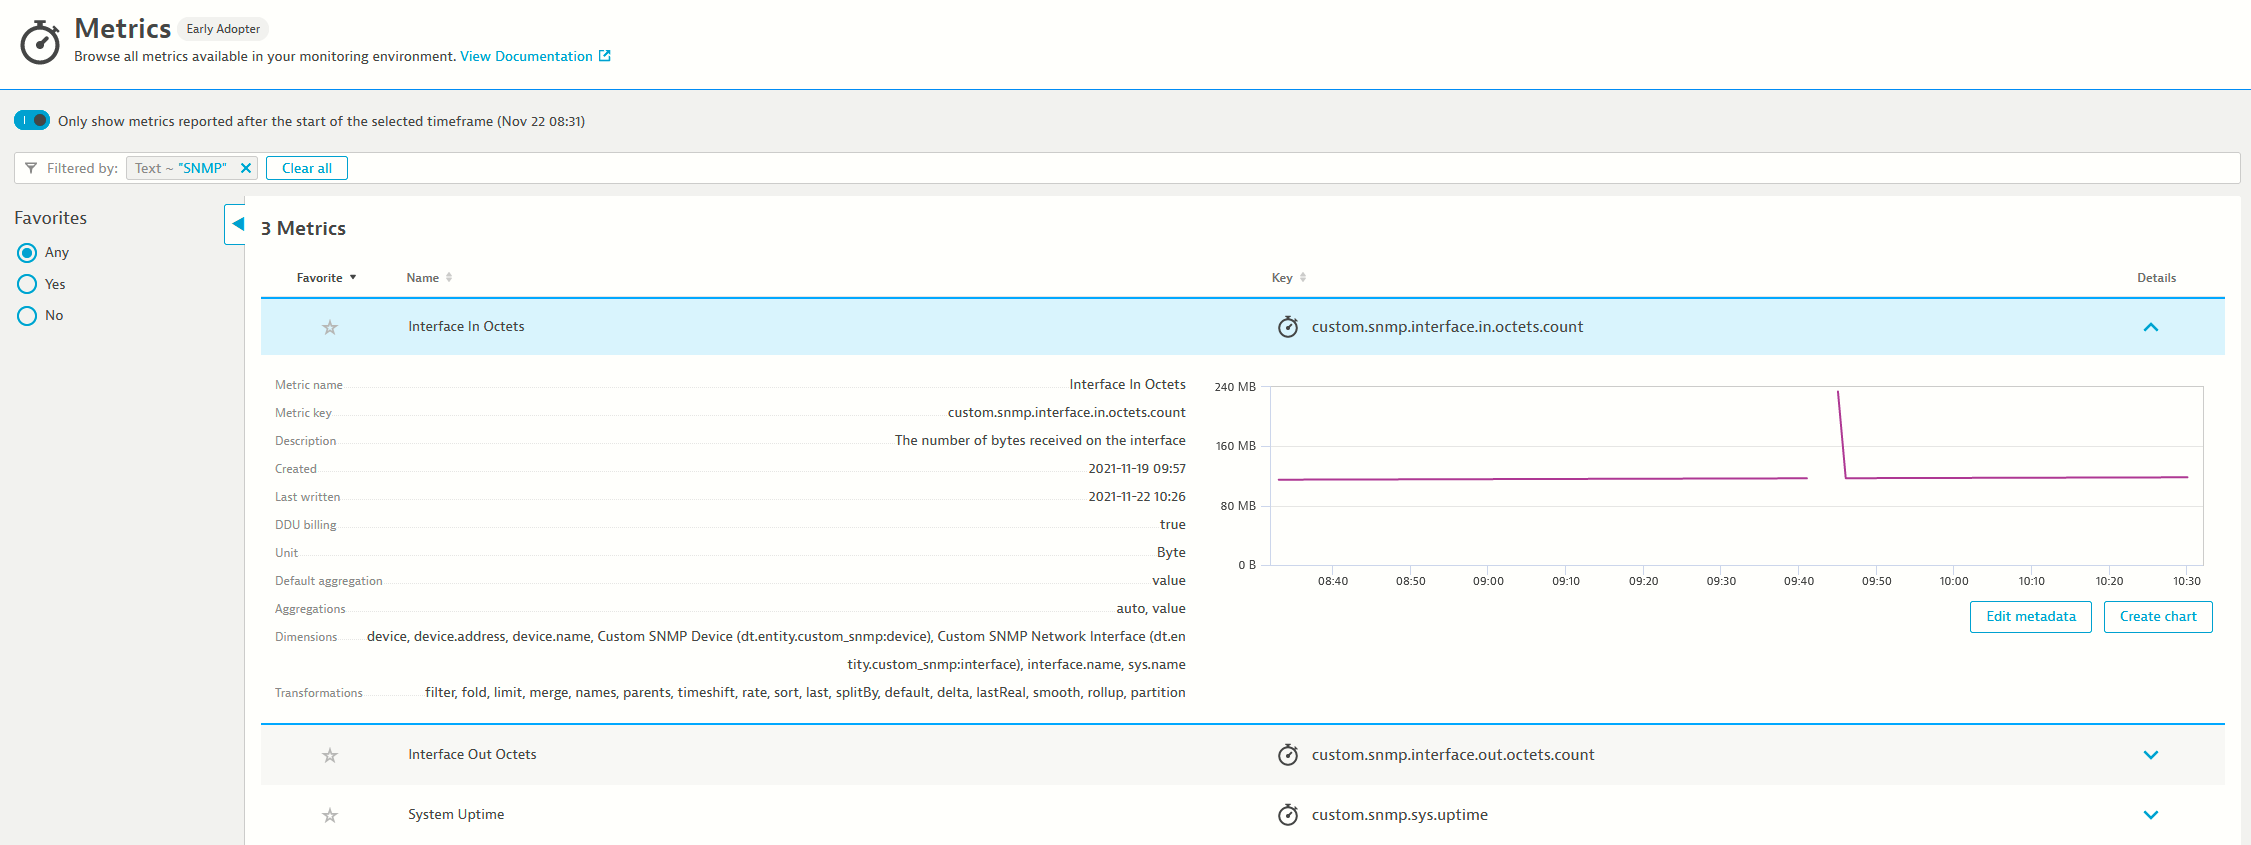 Metrics Early Adopter
Browse all metrics available in your monitoring environment. View Documentation
Only show metrics reported after the start of the selected timeframe (Nov 22 08:31)
Filtered by: Text ~ "SNMP" Clear all
Favorites
Any
Yes
No
3 Metrics
Favorite Name Key Details
Interface In Octets custom.snmp.interface.in.octets.count
Metric name Interface In Octets
Metric key custom.snmp.interface.in.octets.count
Description The number of bytes received on the interface
Created 2021-11-19 09:57
Last written 2021-11-22 10:26
DDU billing true
Unit Byte
Default aggregation value
Aggregations auto, value
Dimensions device, device.address, device.name, Custom SNMP Device (dt.entity.custom_snmp:device), Custom SNMP Network Interface (dt.en
tity.custom_snmp:interface), interface.name, sys.name
Transformations filter, fold, limit, merge, names, parents, timeshift, rate, sort, last, splitBy, default, delta, lastReal, smooth, rollup, partition
240 MB
160 MB
80 MB
0 B
08:40 08:50 09:00 09:10 09:20 09:30 09:40 09:50 10:00 10:10 10:20 10:30
Edit metadata Create chart
Interface Out Octets custom.snmp.interface.out.octets.count
System Uptime custom.snmp.sys.uptime